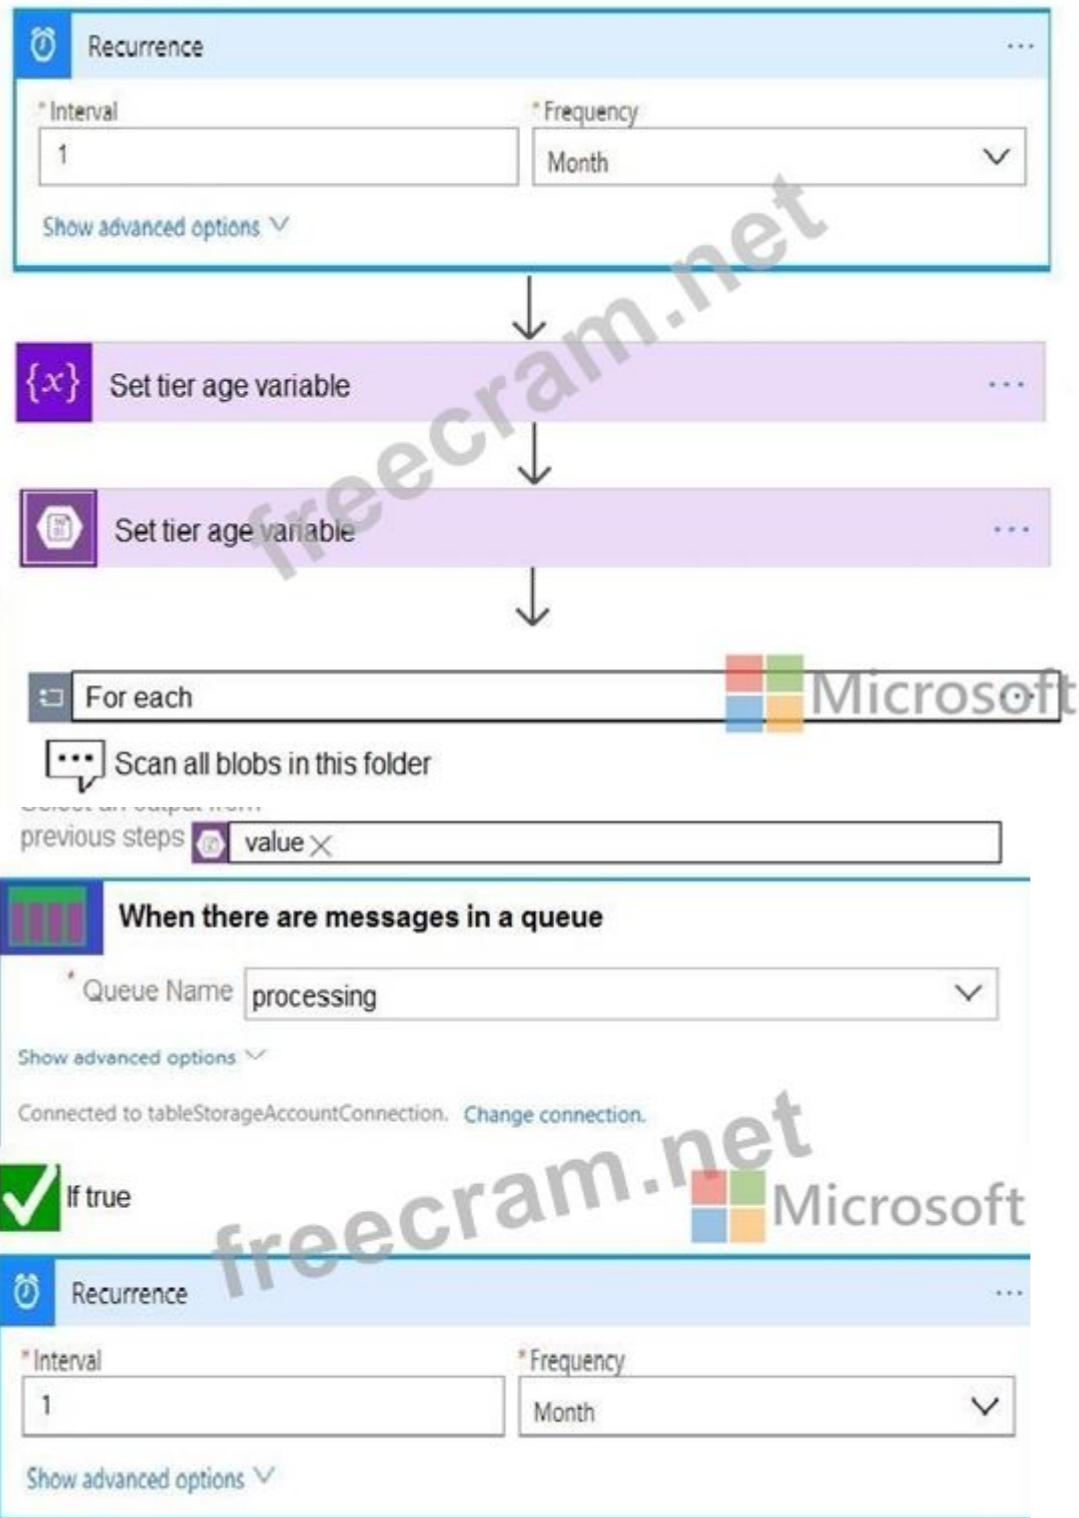 Recurrence
...
* Interval
* Frequency
1
Month
Show advanced options
freecram.net
{x}
Set tier age variable
...
Set tier age variable
...
For each
Microsoft
...
Scan all blobs in this folder
previous steps
value
When there are messages in a queue
* Queue Name
processing
Show advanced options
Connected to tableStorageAccountConnection. Change connection.
If true
freecram.net
Microsoft
Recurrence
...
* Interval
* Frequency
1
Month
Show advanced options